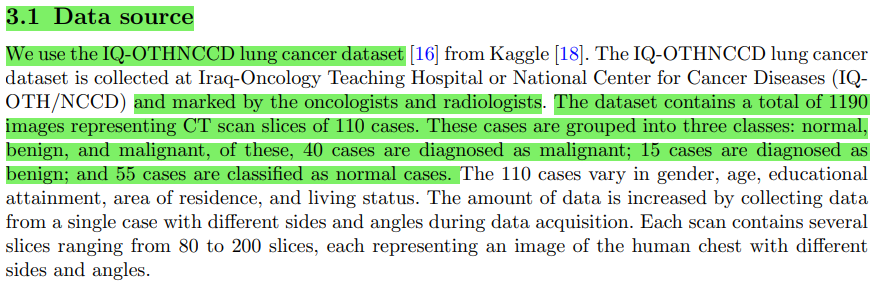 3.1 Data source
We use the IQ-OTHNCCD lung cancer dataset [16] from Kaggle [18]. The IQ-OTHNCCD lung cancer
dataset is collected at Iraq-Oncology Teaching Hospital or National Center for Cancer Diseases (IQ-
OTH/NCCD) and marked by the oncologists and radiologists. The dataset contains a total of 1190
images representing CT scan slices of 110 cases. These cases are grouped into three classes: normal,
benign, and malignant, of these, 40 cases are diagnosed as malignant; 15 cases are diagnosed as
benign; and 55 cases are classified as normal cases. The 110 cases vary in gender, age, educational
attainment, area of residence, and living status. The amount of data is increased by collecting data
from a single case with different sides and angles during data acquisition. Each scan contains several
slices ranging from 80 to 200 slices, each representing an image of the human chest with different
sides and angles.